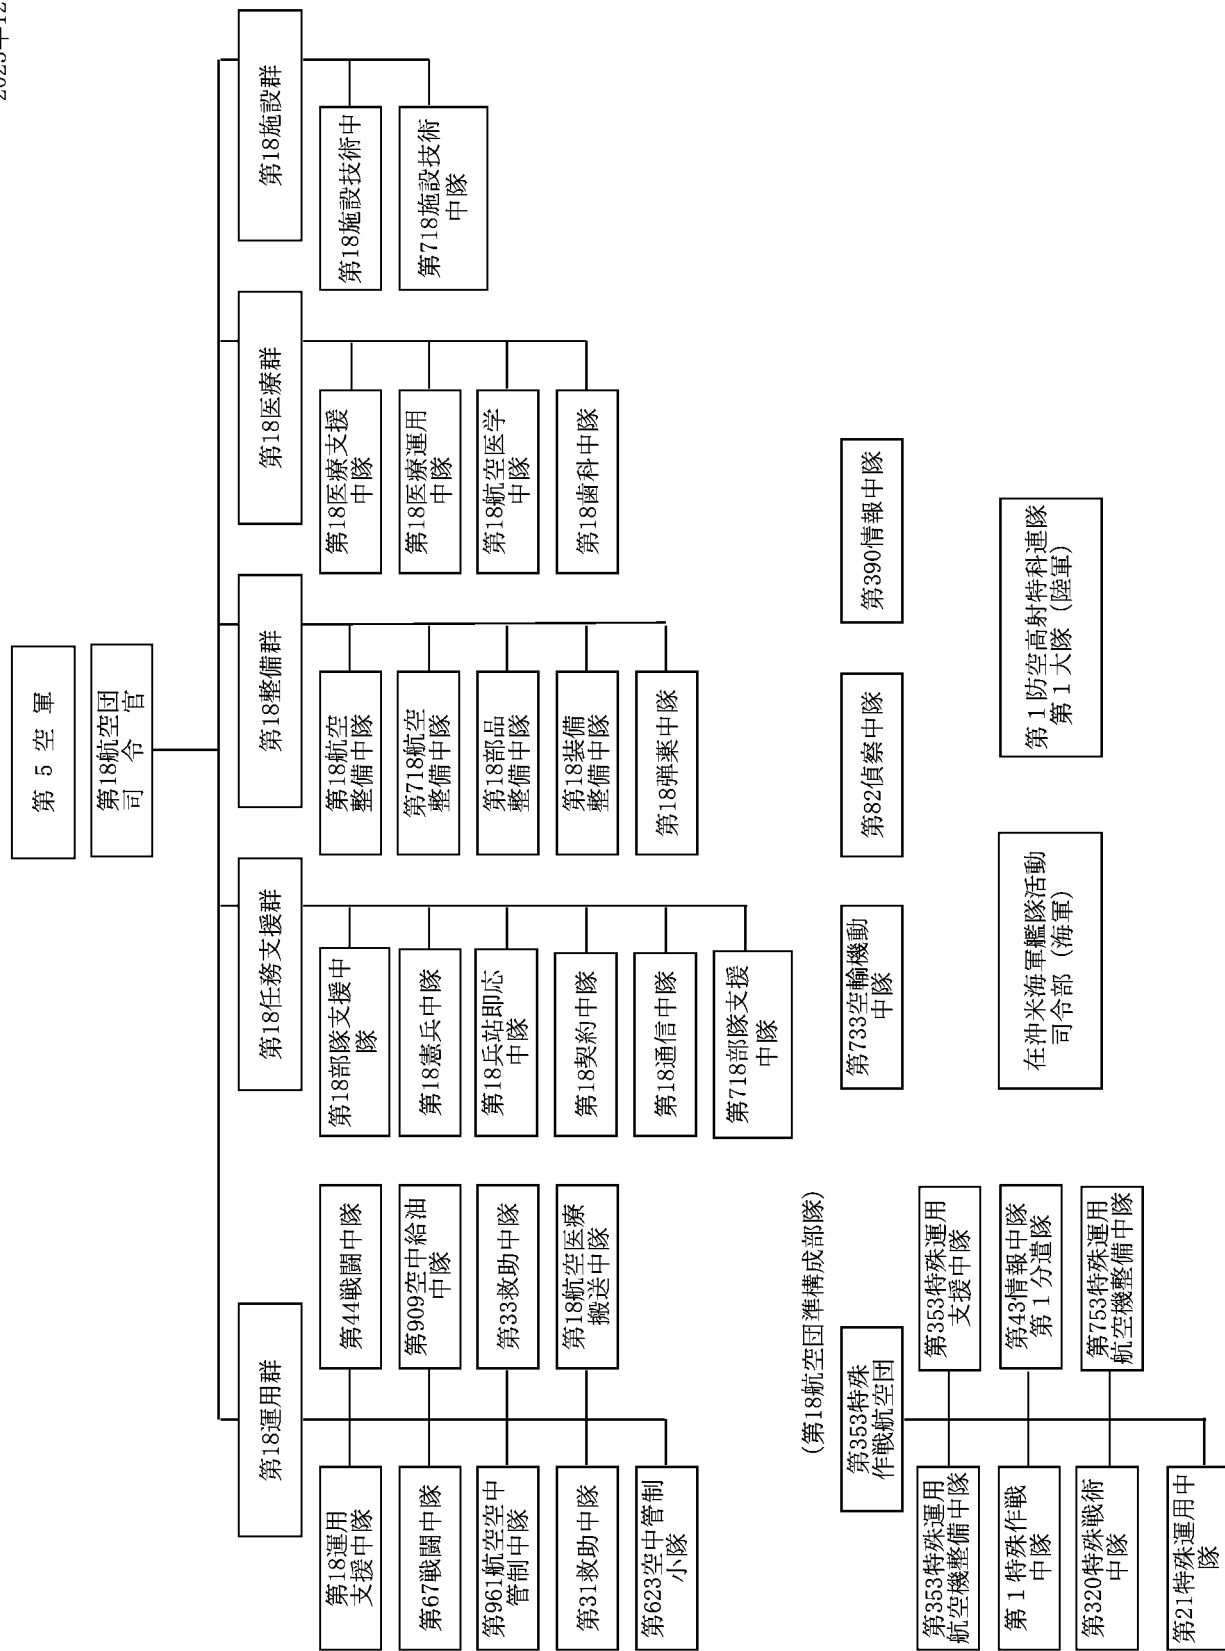 第 5 空 軍
第18航空団
司 令 官
第18運用群
第18任務支援群
第18整備群
第18医療群
第18施設群
第18運用
支援中隊
第67戦闘中隊
第961航空空中
管制中隊
第31救助中隊
第623空中管制
小隊
第44戦闘中隊
第909空中給油
中隊
第33救助中隊
第18航空医療
搬送中隊
第18部隊支援中
隊
第18憲兵中隊
第18兵站即応
中隊
第18契約中隊
第18通信中隊
第718部隊支援
中隊
第18航空
整備中隊
第718航空
整備中隊
第18部品
整備中隊
第18装備
整備中隊
第18弾薬中隊
第18医療支援
中隊
第18医療運用
中隊
第18航空医学
中隊
第18歯科中隊
第18施設技術中
第718施設技術
中隊
(第18航空団準構成部隊)
第353特殊
作戦航空団
第353特殊運用
航空機整備中隊
第１特殊作戦
中隊
第320特殊戦術
中隊
第21特殊運用中
隊
第353特殊運用
支援中隊
第43情報中隊
第１分遣隊
第753特殊運用
航空機整備中隊
第733空輸機動
中隊
第82偵察中隊
第390情報中隊
在沖米海軍艦隊活動
司令部（海軍）
第１防空高射特科連隊
第１大隊（陸軍）